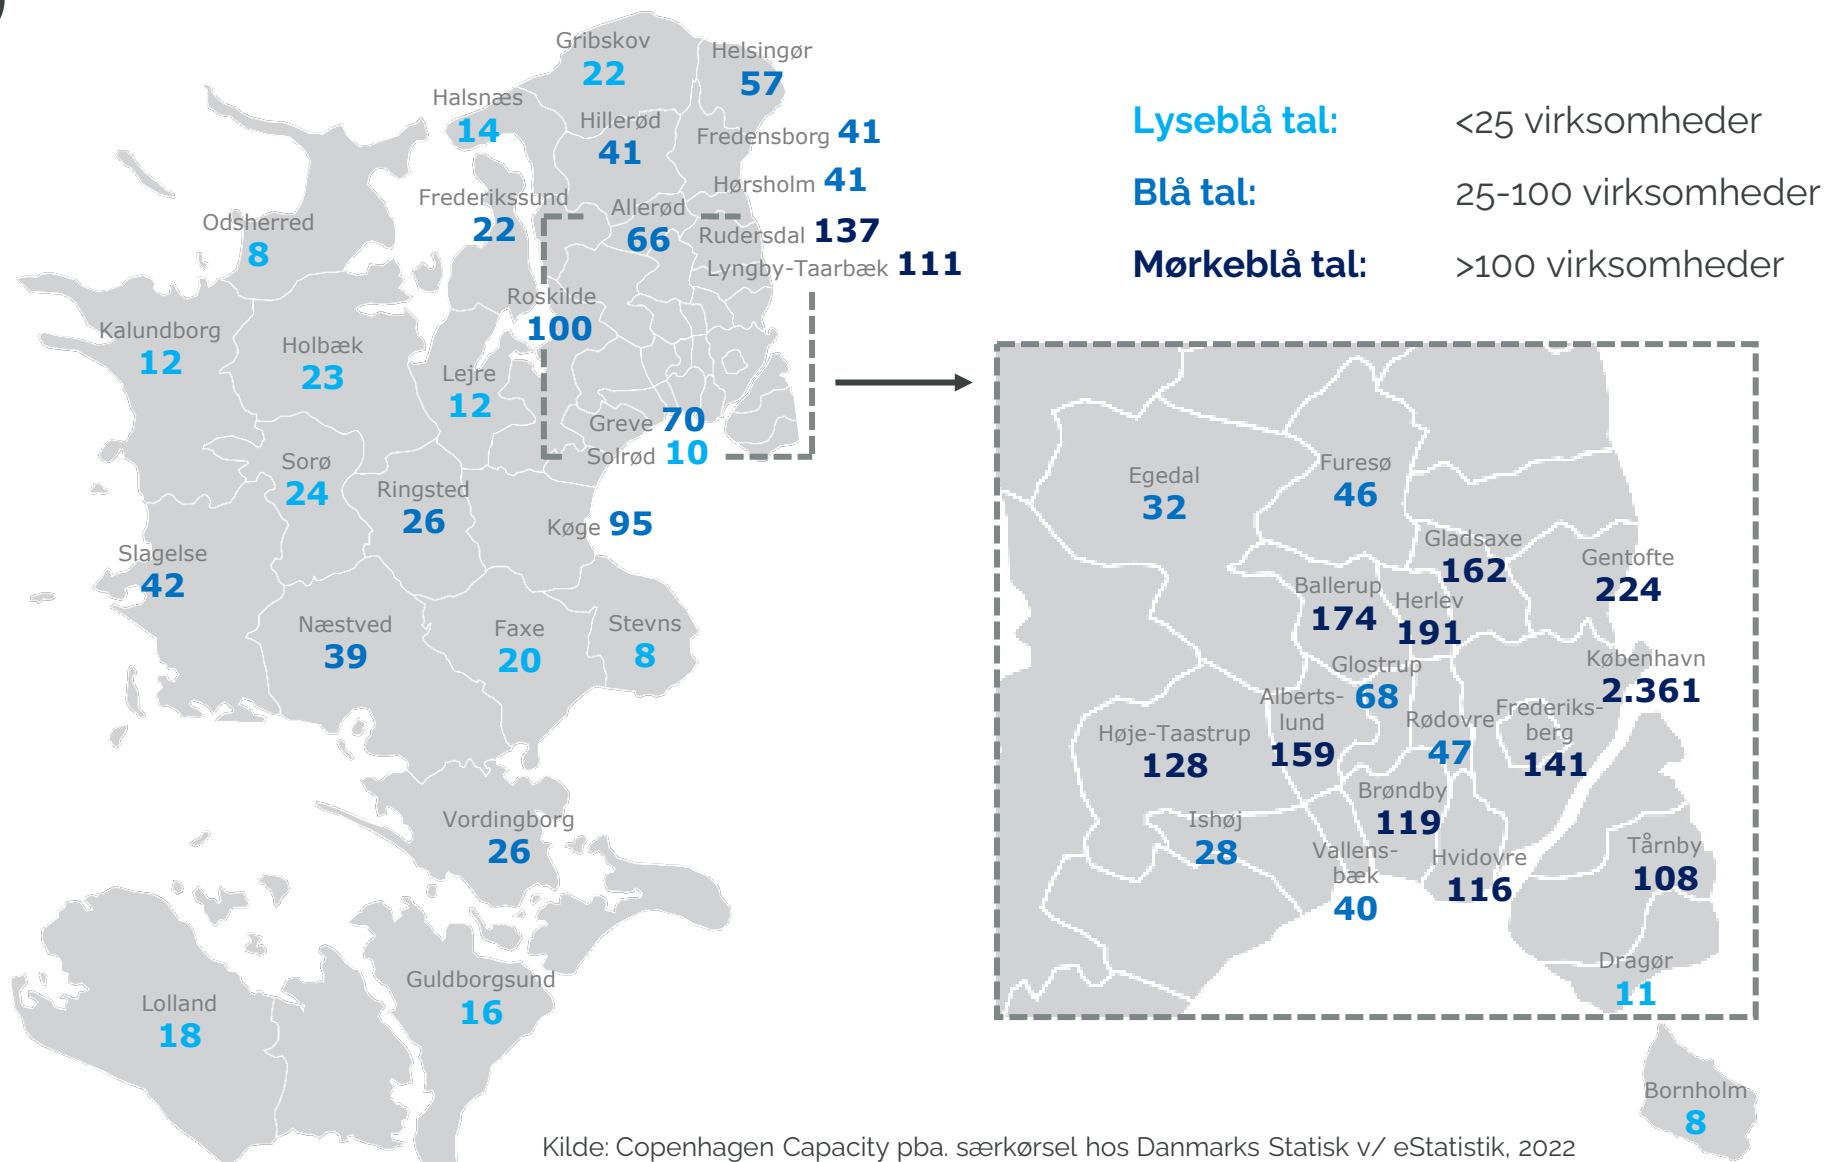 Gribskov
22
Helsingør
57
Halsnæs
14
Hillerød
41
Fredensborg 41
Hørsholm 41
Frederikssund
22
Allerød
66
Odsherred
8
Rudersdal 137
Lyngby-Taarbæk 111
Roskilde
100
Kalundborg
12
Holbæk
23
Lejre
12
Greve 70
Solrød 10
Sorø
24
Ringsted
26
Køge 95
Slagelse
42
Næstved
39
Faxe
20
Stevns
8
Vordingborg
26
Guldborgsund
16
Lolland
18
Lyseblå tal: <25 virksomheder
Blå tal: 25-100 virksomheder
Mørkeblå tal: >100 virksomheder
Egedal
32
Furesø
46
Gladsaxe
162
Gentofte
224
Ballerup
174
Herlev
191
København
2.361
Glostrup
68
Alberts-
lund
159
Rødovre
47
Frederiks-
berg
141
Høje-Taastrup
128
Brøndby
119
Ishøj
28
Vallens-
bæk
40
Hvidovre
116
Tårnby
108
Dragør
11
Bornholm
8
Kilde: Copenhagen Capacity pba. særkørsel hos Danmarks Statisk v/ eStatistik, 2022